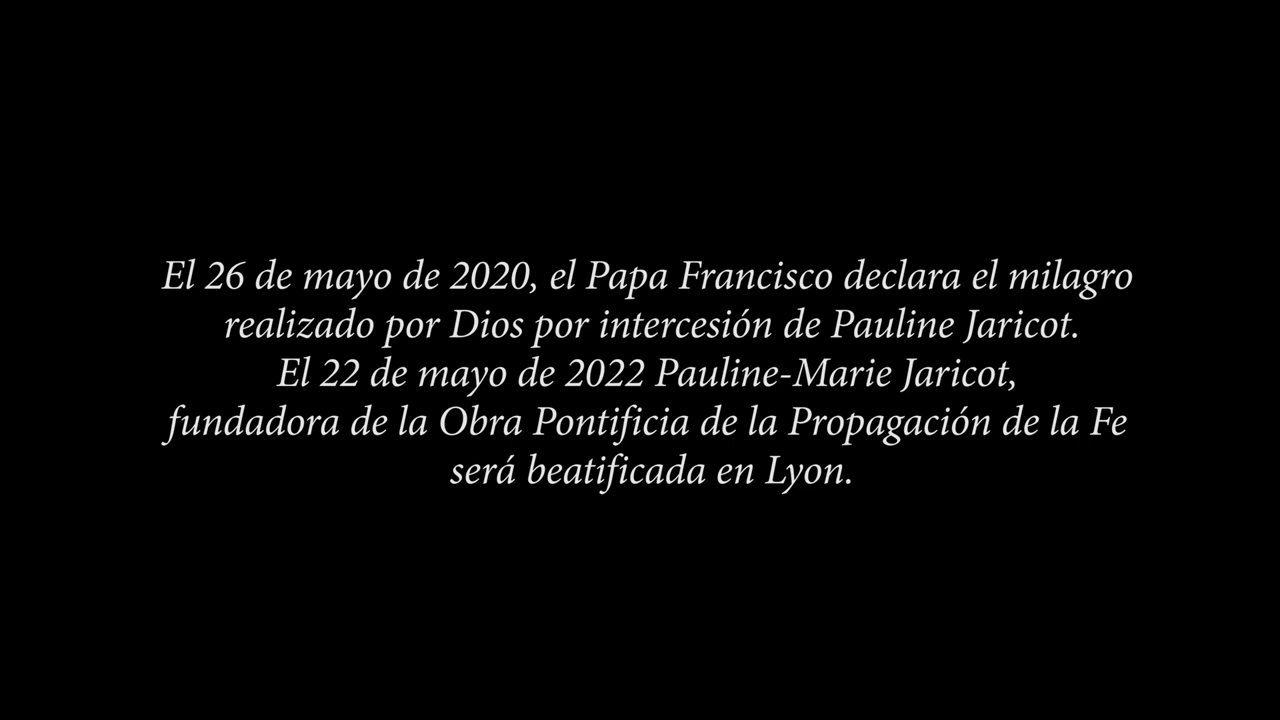 El 26 de mayo de 2020, el Papa Francisco declara el milagro
realizado por Dios por intercesión de Pauline Jaricot.
El 22 de mayo de 2022 Pauline-Marie Jaricot,
fundadora de la Obra Pontificia de la Propagación de la Fe
será beatificada en Lyon.